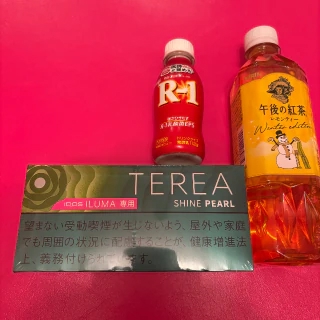 R-1
午後の紅茶
レモンティー
Winter edition
IQOS ILUMA 専用
TEREA
SHINE PEARL
望まない受動喫煙が生じないよう、屋外や家庭
でも周囲の状況に配慮することが、健康増進法
上、義務付けられています。